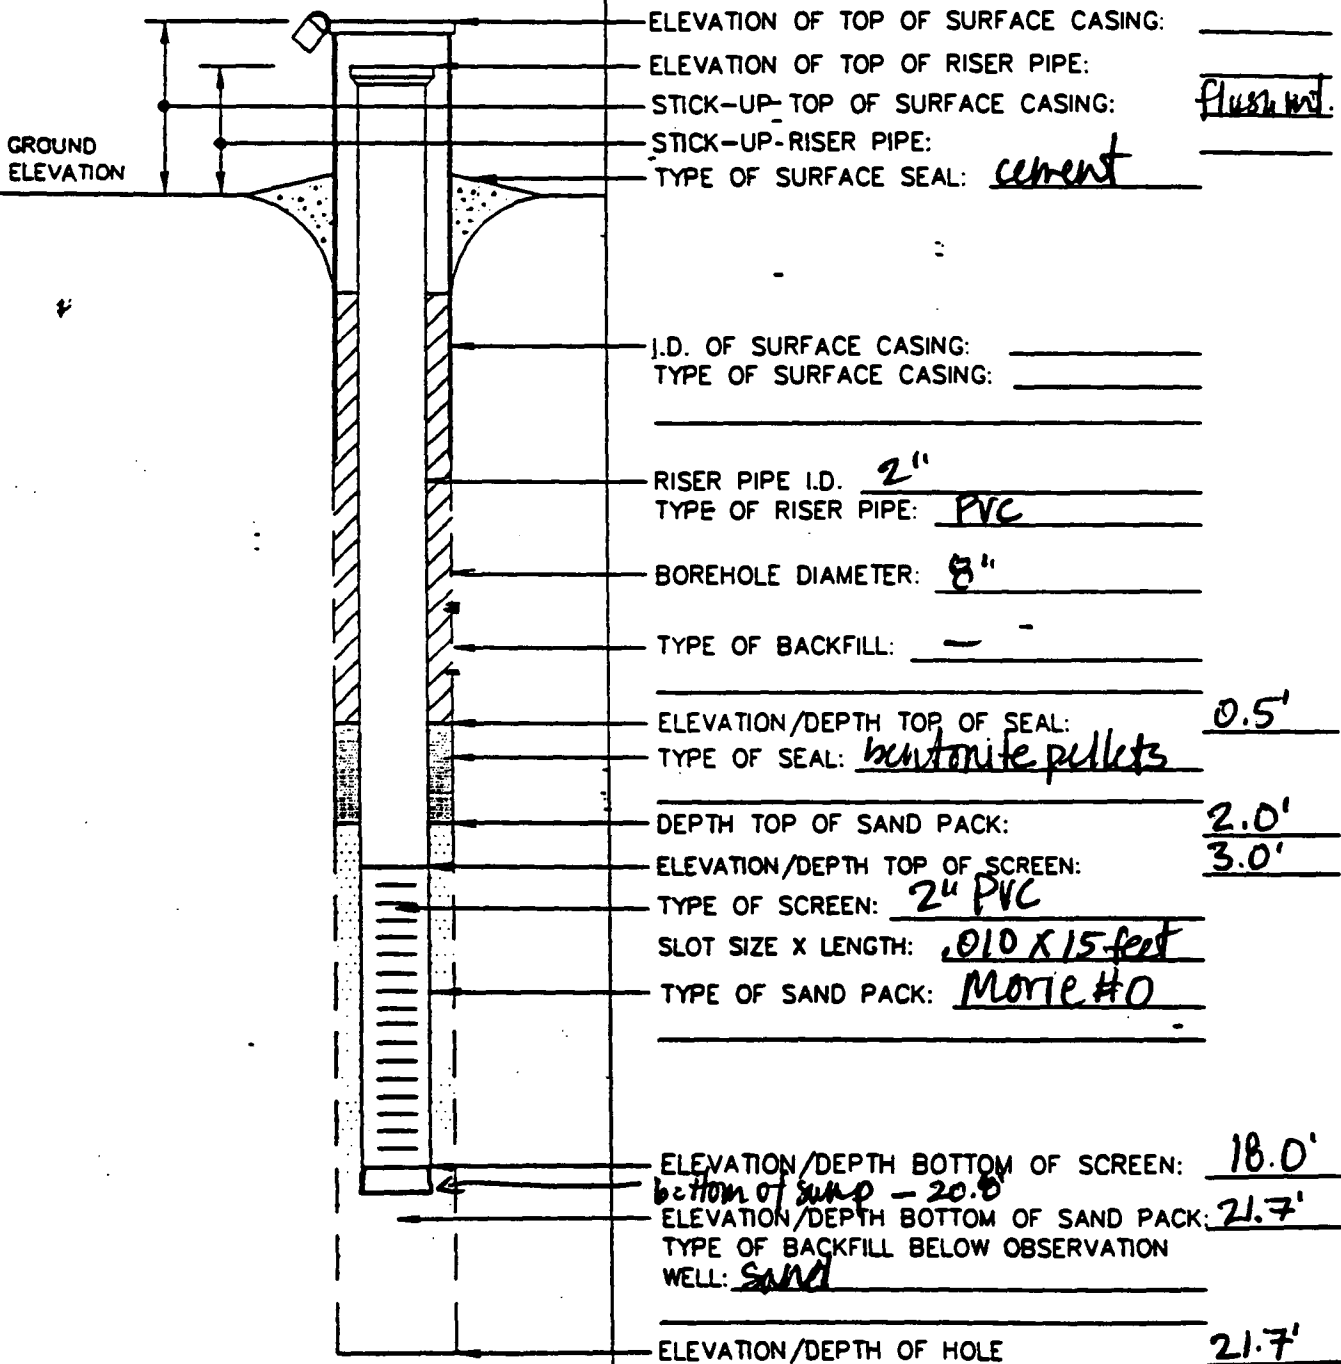 ELEVATION OF TOP OF SURFACE CASING:
ELEVATION OF TOP OF RISER PIPE:
STICK-UP-TOP OF SURFACE CASING: flush mt.
STICK-UP-RISER PIPE:
GROUND
ELEVATION
TYPE OF SURFACE SEAL: cement
I.D. OF SURFACE CASING:
TYPE OF SURFACE CASING:
RISER PIPE I.D. 2"
TYPE OF RISER PIPE: PVC
BOREHOLE DIAMETER: 8"
TYPE OF BACKFILL: —
ELEVATION/DEPTH TOP OF SEAL: 0.5'
TYPE OF SEAL: bentonite pellets
DEPTH TOP OF SAND PACK: 2.0'
ELEVATION/DEPTH TOP OF SCREEN: 3.0'
TYPE OF SCREEN: 2" PVC
SLOT SIZE X LENGTH: .010 X 15 feet
TYPE OF SAND PACK: Morie #0
ELEVATION/DEPTH BOTTOM OF SCREEN: 18.0'
bottom of sump - 20.0'
ELEVATION/DEPTH BOTTOM OF SAND PACK: 21.7'
TYPE OF BACKFILL BELOW OBSERVATION
WELL: Sand
ELEVATION/DEPTH OF HOLE 21.7'